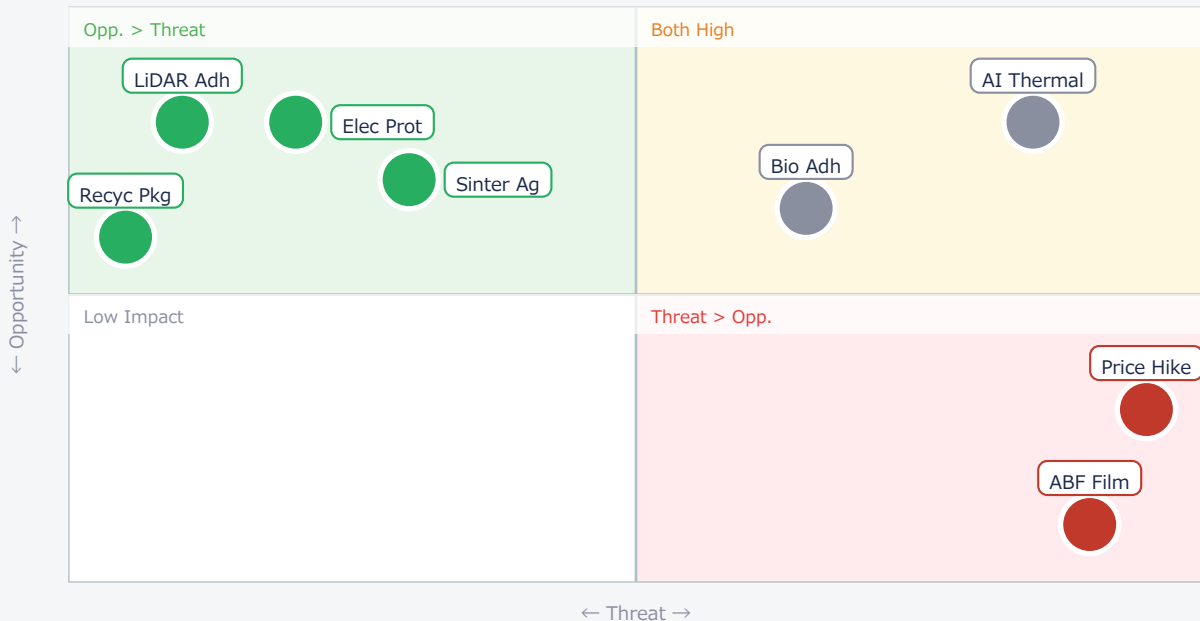 Opp. > Threat
Both High
LiDAR Adh
AI Thermal
Elec Prot
Bio Adh
Sinter Ag
Recyc Pkg
← Opportunity →
Low Impact
Threat > Opp.
Price Hike
ABF Film
← Threat →